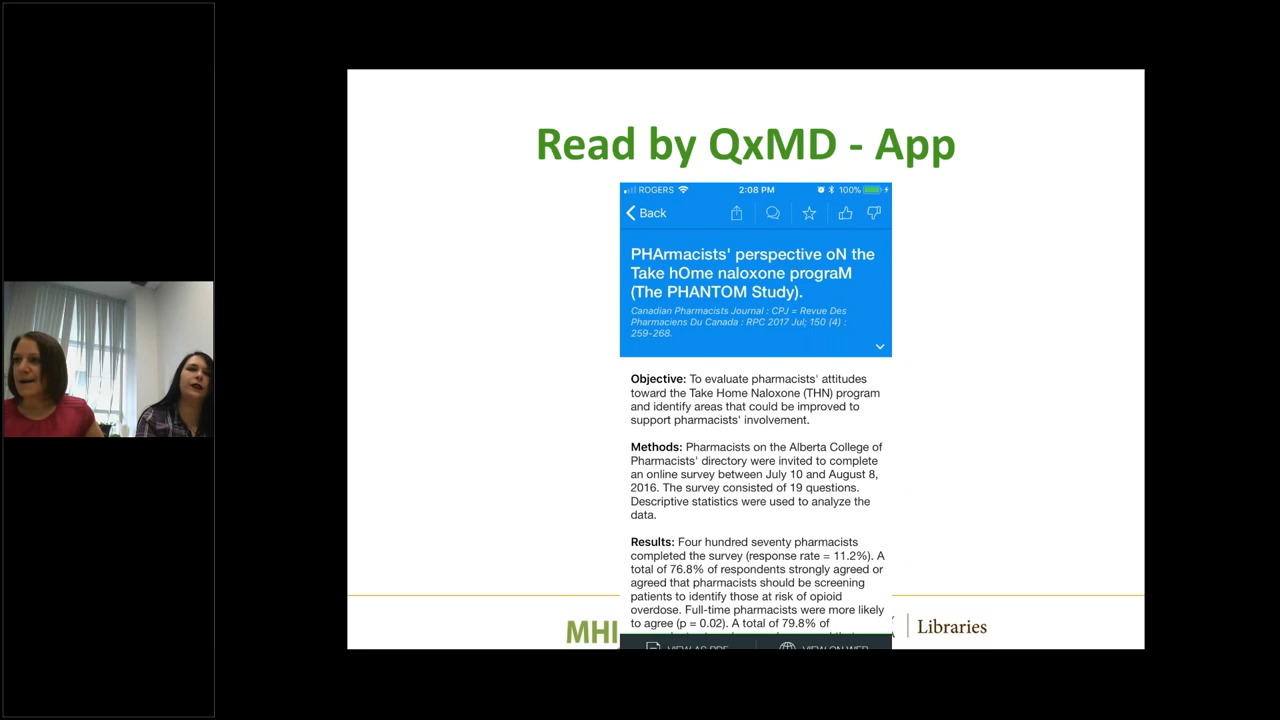 Read by QxMD - App
ROGERS 2:08 PM 100%
Back
PHArmacists' perspective oN the
Take hOme naloxone prograM
(The PHANTOM Study).
Canadian Pharmacists Journal : CPJ = Revue Des
Pharmaciens Du Canada : RPC 2017 Jul; 150 (4) :
259-268.
Objective: To evaluate pharmacists' attitudes
toward the Take Home Naloxone (THN) program
and identify areas that could be improved to
support pharmacists' involvement.
Methods: Pharmacists on the Alberta College of
Pharmacists' directory were invited to complete
an online survey between July 10 and August 8,
2016. The survey consisted of 19 questions.
Descriptive statistics were used to analyze the
data.
Results: Four hundred seventy pharmacists
completed the survey (response rate = 11.2%). A
total of 76.8% of respondents strongly agreed or
agreed that pharmacists should be screening
patients to identify those at risk of opioid
overdose. Full-time pharmacists were more likely
to agree (p = 0.02). A total of 79.8% of
MHI
Libraries
VIEW AS PDF VIEW ON WEB